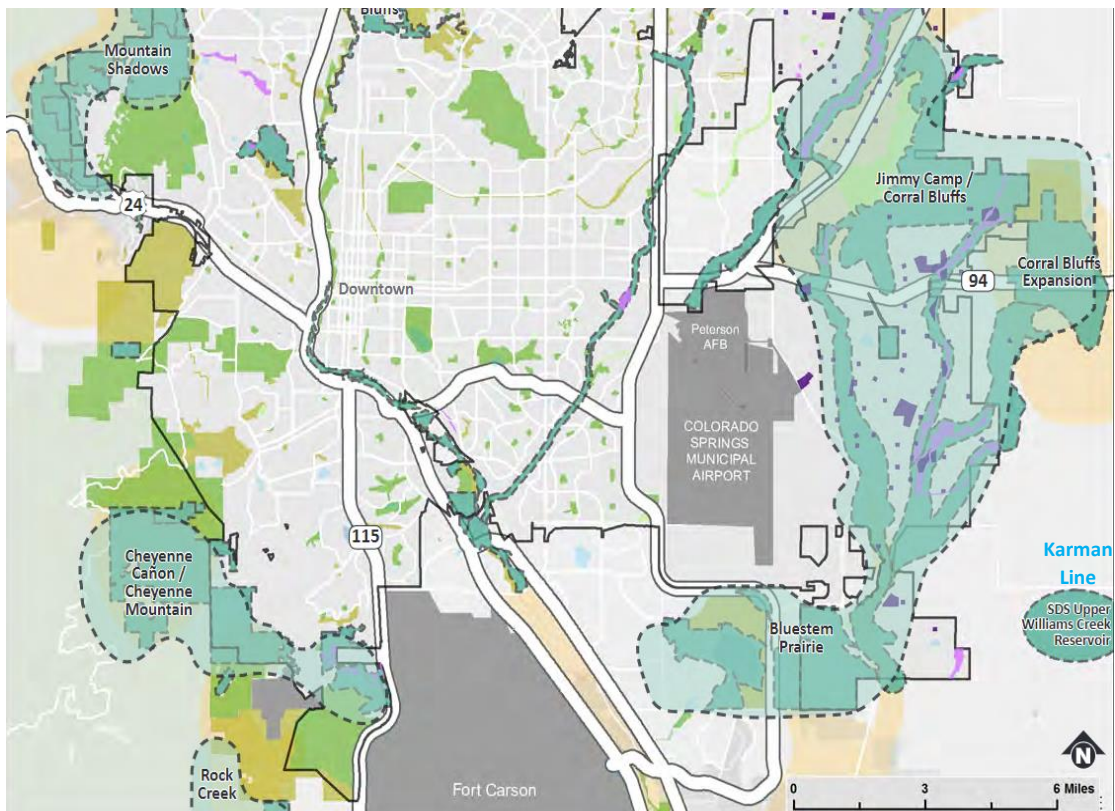 Bluffs
Mountain
Shadows
24
Downtown
Jimmy Camp /
Corral Bluffs
Corral Bluffs
Expansion
94
Peterson
AFB
COLORADO
SPRINGS
MUNICIPAL
AIRPORT
115
Cheyenne
Cañon /
Cheyenne
Mountain
Karman
Line
SDS Upper
Williams Creek
Reservoir
Bluestem
Prairie
Rock
Creek
Fort Carson
N
0 3 6 Miles